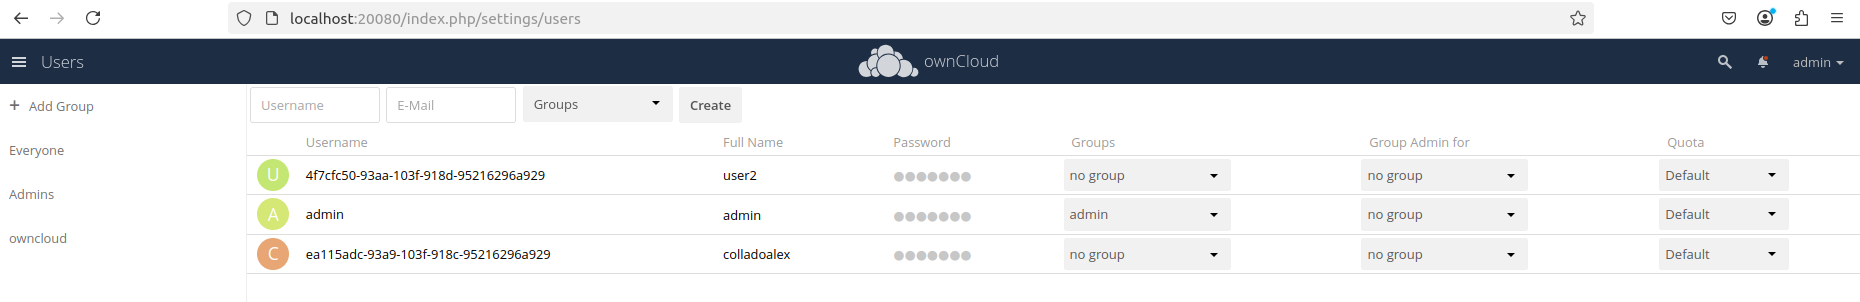 localhost:20080/index.php/settings/users
Users ownCloud admin
+ Add Group Username E-Mail Groups Create
Username Full Name Password Groups Group Admin for Quota
Everyone
U 4f7cfc50-93aa-103f-918d-95216296a929 user2 no group no group Default
Admins
A admin admin admin no group Default
owncloud
C ea115adc-93a9-103f-918c-95216296a929 colladoalex no group no group Default